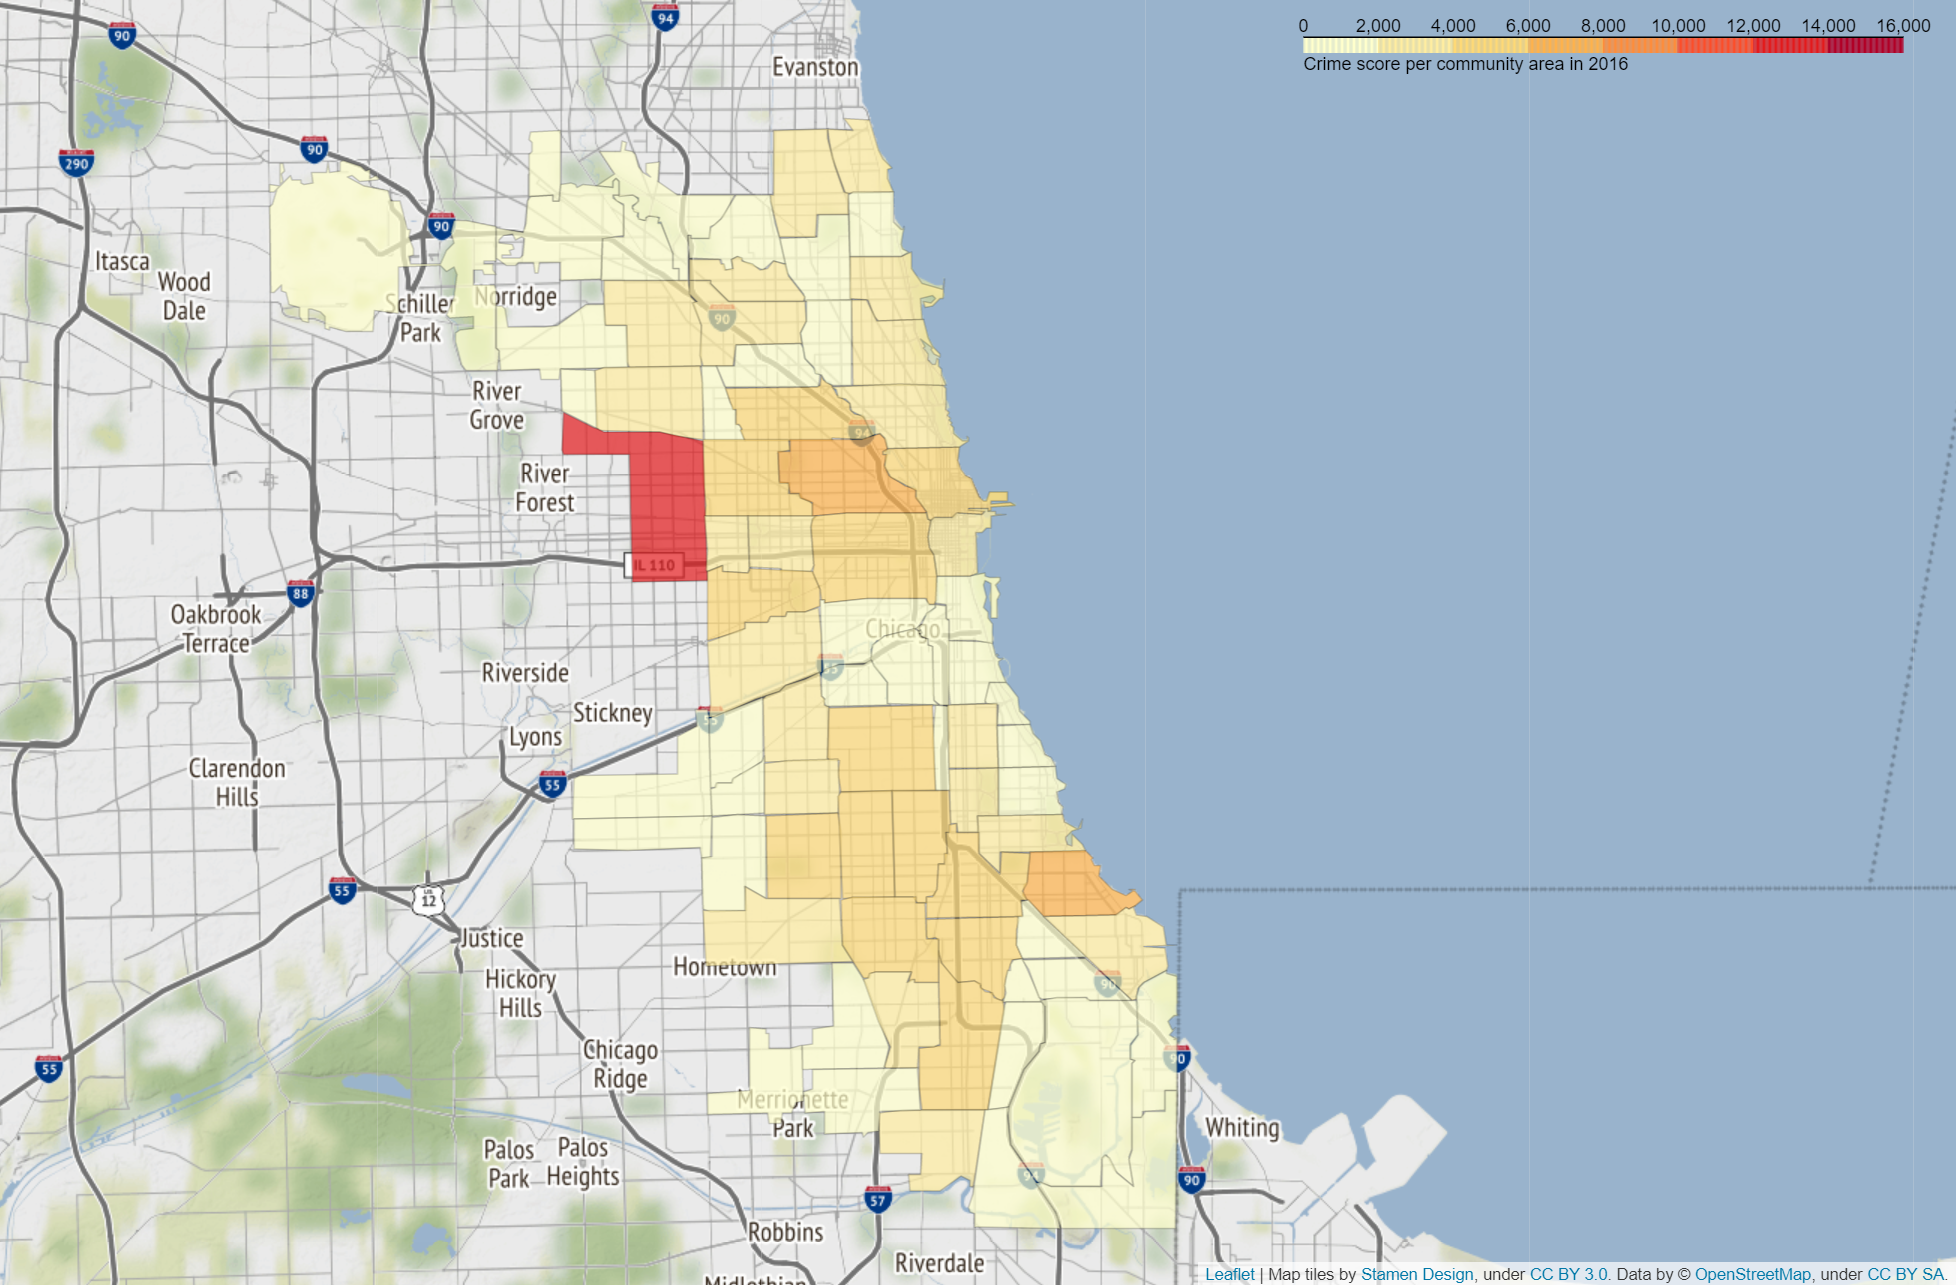 0 2,000 4,000 6,000 8,000 10,000 12,000 14,000 16,000
Crime score per community area in 2016
94
90
Evanston
90
290
90
Itasca
Wood
Dale
Schiller
Park
Norridge
90
River
Grove
94
River
Forest
IL 110
88
Oakbrook
Terrace
Chicago
55
Riverside
Stickney
55
Lyons
Clarendon
Hills
55
55
US
12
Justice
Hometown
Hickory
Hills
90
Chicago
Ridge
55
90
Merrionette
Park
Whiting
Palos
Park
Palos
Heights
94
90
57
Robbins
Riverdale
Midlothian
Leaflet | Map tiles by Stamen Design, under CC BY 3.0. Data by © OpenStreetMap, under CC BY SA.